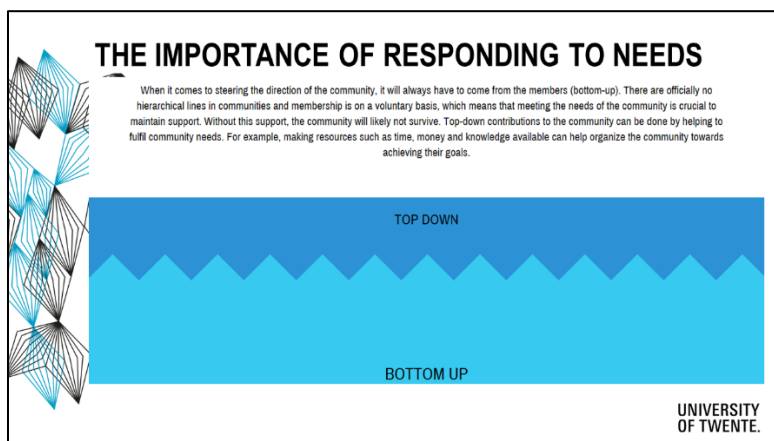 THE IMPORTANCE OF RESPONDING TO NEEDS
When it comes to steering the direction of the community, it will always have to come from the members (bottom-up). There are officially no
hierarchical lines in communities and membership is on a voluntary basis, which means that meeting the needs of the community is crucial to
maintain support. Without this support, the community will likely not survive. Top-down contributions to the community can be done by helping to
fulfil community needs. For example, making resources such as time, money and knowledge available can help organize the community towards
achieving their goals.
TOP DOWN
BOTTOM UP
UNIVERSITY
OF TWENTE.